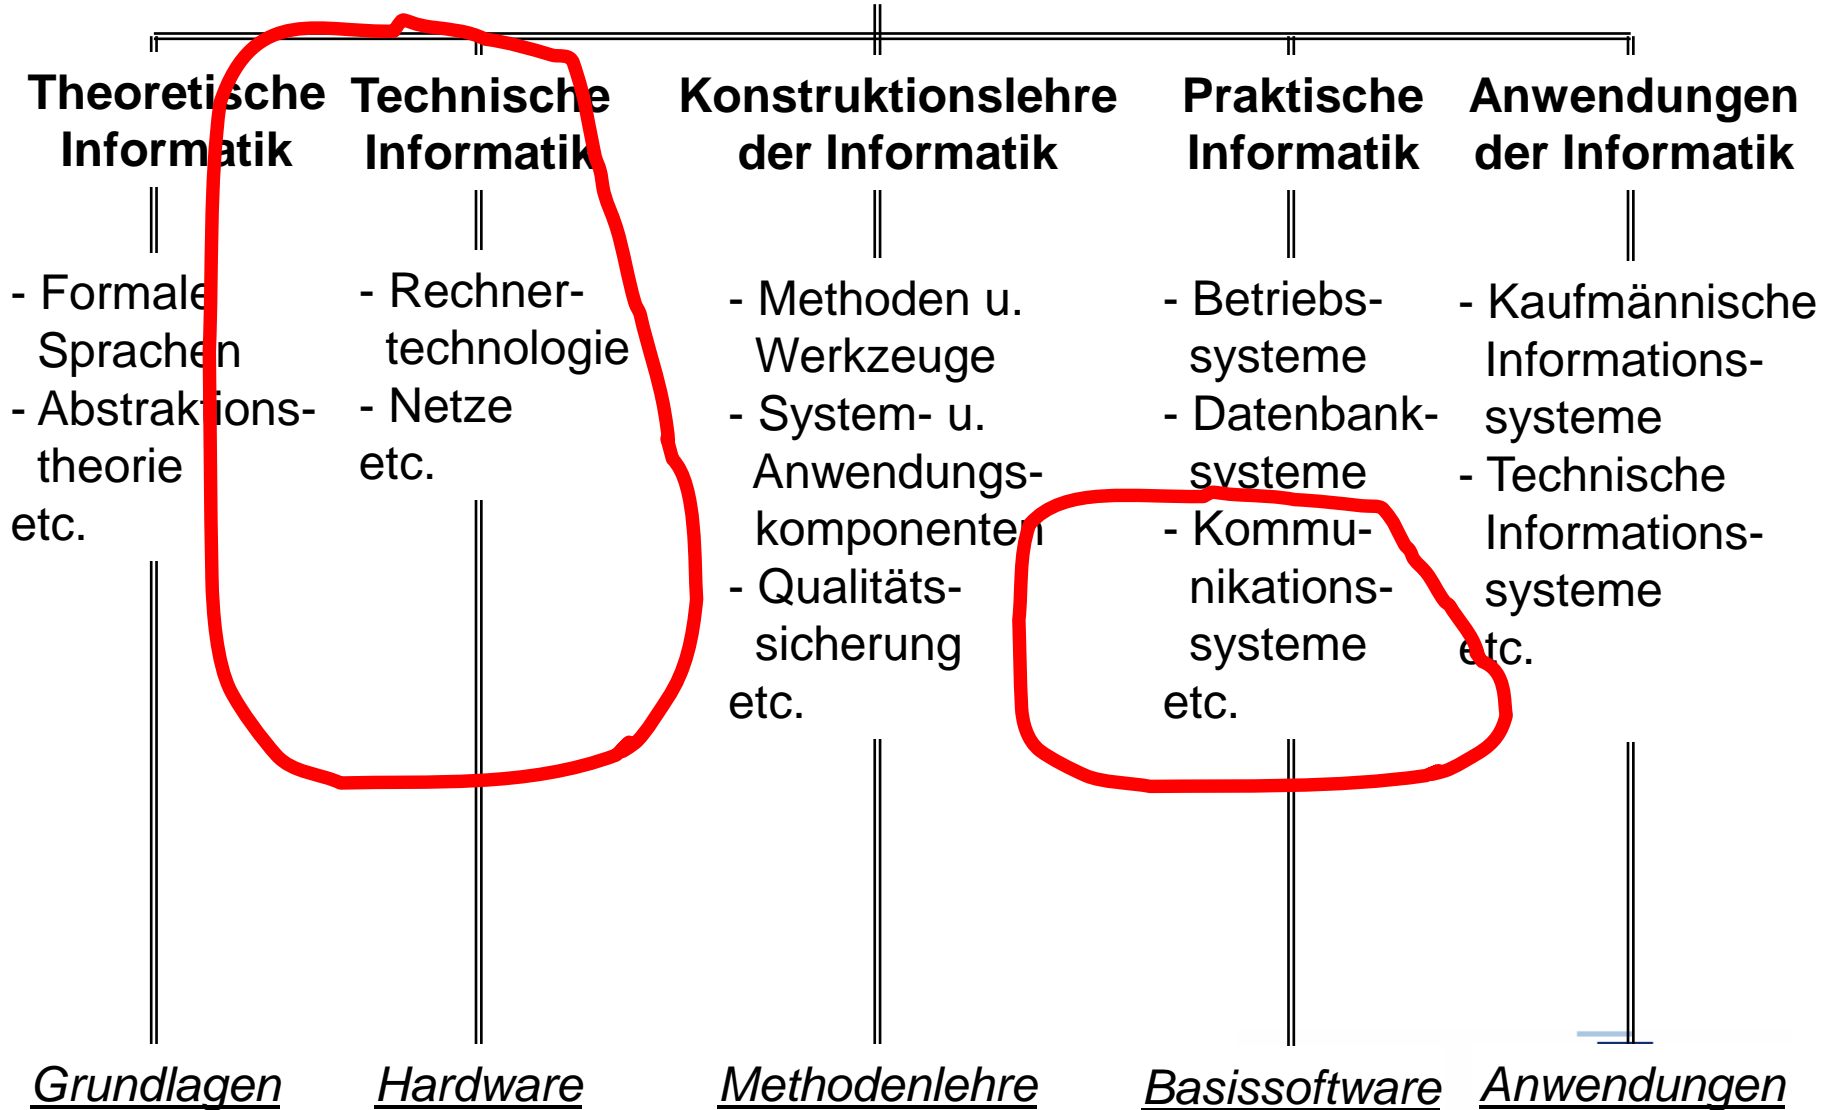 Theoretische
Informatik
- Formale
Sprachen
- Abstraktions-
theorie
etc.
Grundlagen
Technische
Informatik
- Rechner-
technologie
- Netze
etc.
Hardware
Konstruktionslehre
der Informatik
- Methoden u.
Werkzeuge
- System- u.
Anwendungs-
komponenten
- Qualitäts-
sicherung
etc.
Methodenlehre
Praktische
Informatik
- Betriebs-
systeme
- Datenbank-
systeme
- Kommu-
nikations-
systeme
etc.
Basissoftware
Anwendungen
der Informatik
- Kaufmännische
Informations-
systeme
- Technische
Informations-
systeme
etc.
Anwendungen